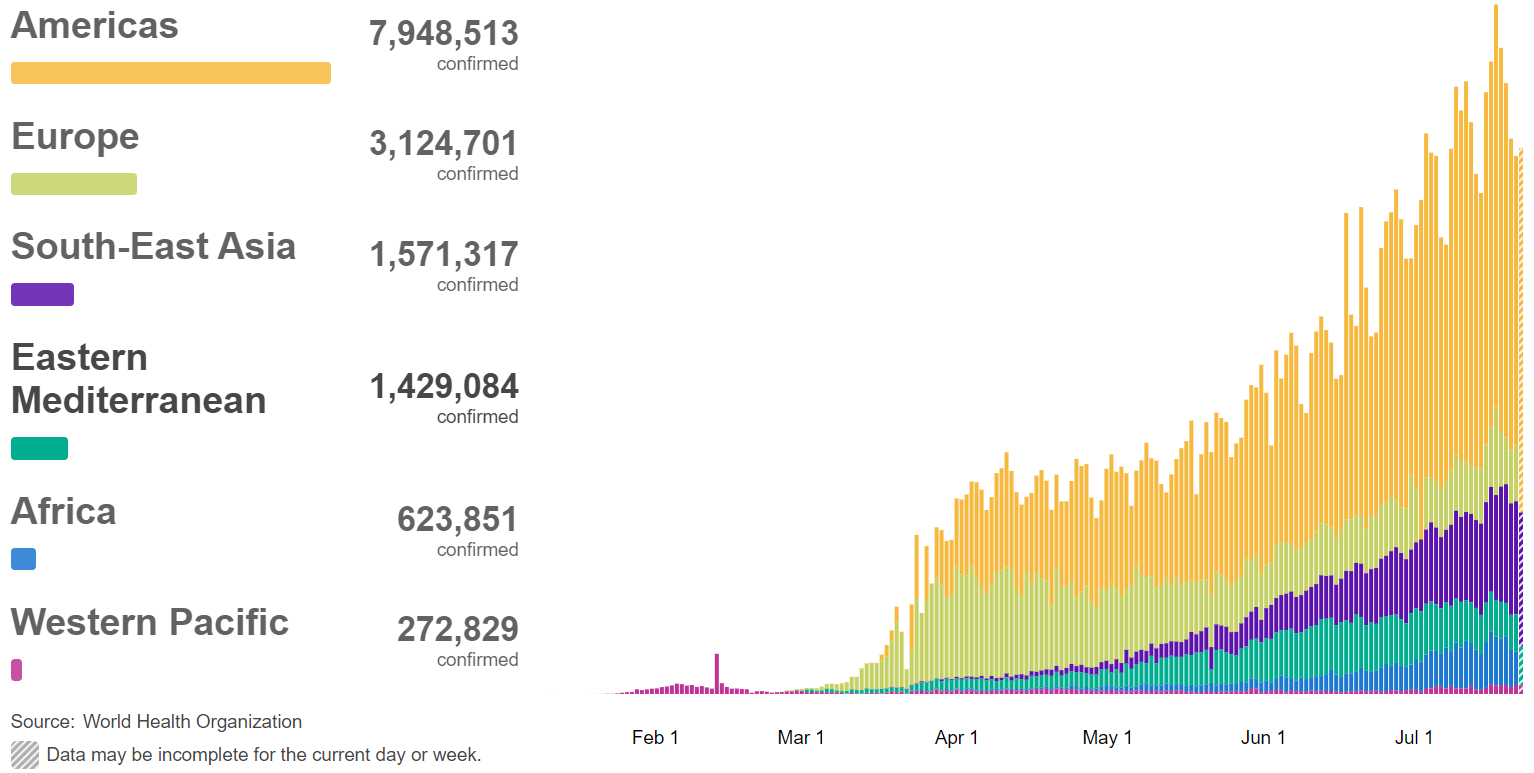 Americas
7,948,513
confirmed
Europe
3,124,701
confirmed
South-East Asia
1,571,317
confirmed
Eastern
Mediterranean
1,429,084
confirmed
Africa
623,851
confirmed
Western Pacific
272,829
confirmed
Source: World Health Organization
Data may be incomplete for the current day or week.
Feb 1 Mar 1 Apr 1 May 1 Jun 1 Jul 1